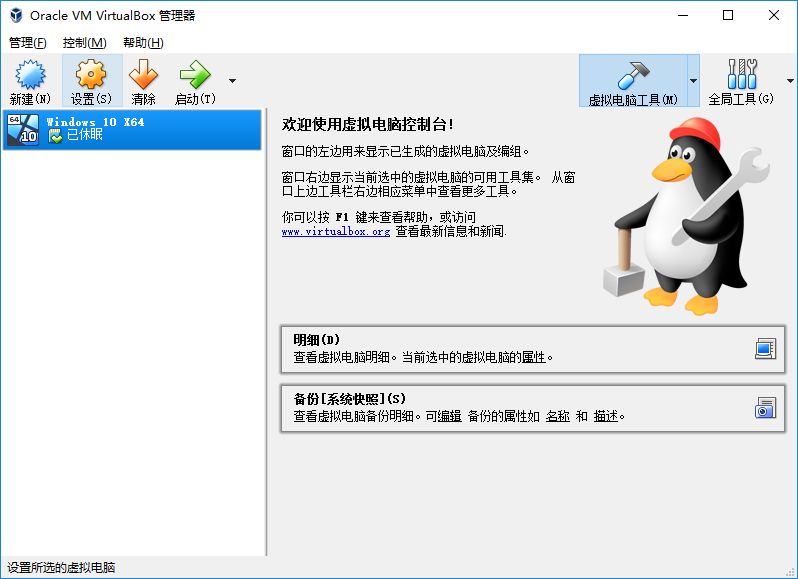 Oracle VM VirtualBox 管理器
管理(F) 控制(M) 帮助(H)
新建(N) 设置(S) 清除 启动(T) 虚拟电脑工具(M) 全局工具(G)
64 10 Windows 10 X64
已休眠
欢迎使用虚拟电脑控制台!
窗口的左边用来显示已生成的虚拟电脑及编组。
窗口右边显示当前选中的虚拟电脑的可用工具集。 从窗
口上边工具栏右边相应菜单中查看更多工具。
你可以按 F1 键来查看帮助，或访问
www.virtualbox.org 查看最新信息和新闻.
明细(D)
查看虚拟电脑明细。当前选中的虚拟电脑的属性。
备份[系统快照](S)
查看虚拟电脑备份明细。可编辑 备份的属性如 名称 和 描述。
设置所选的虚拟电脑